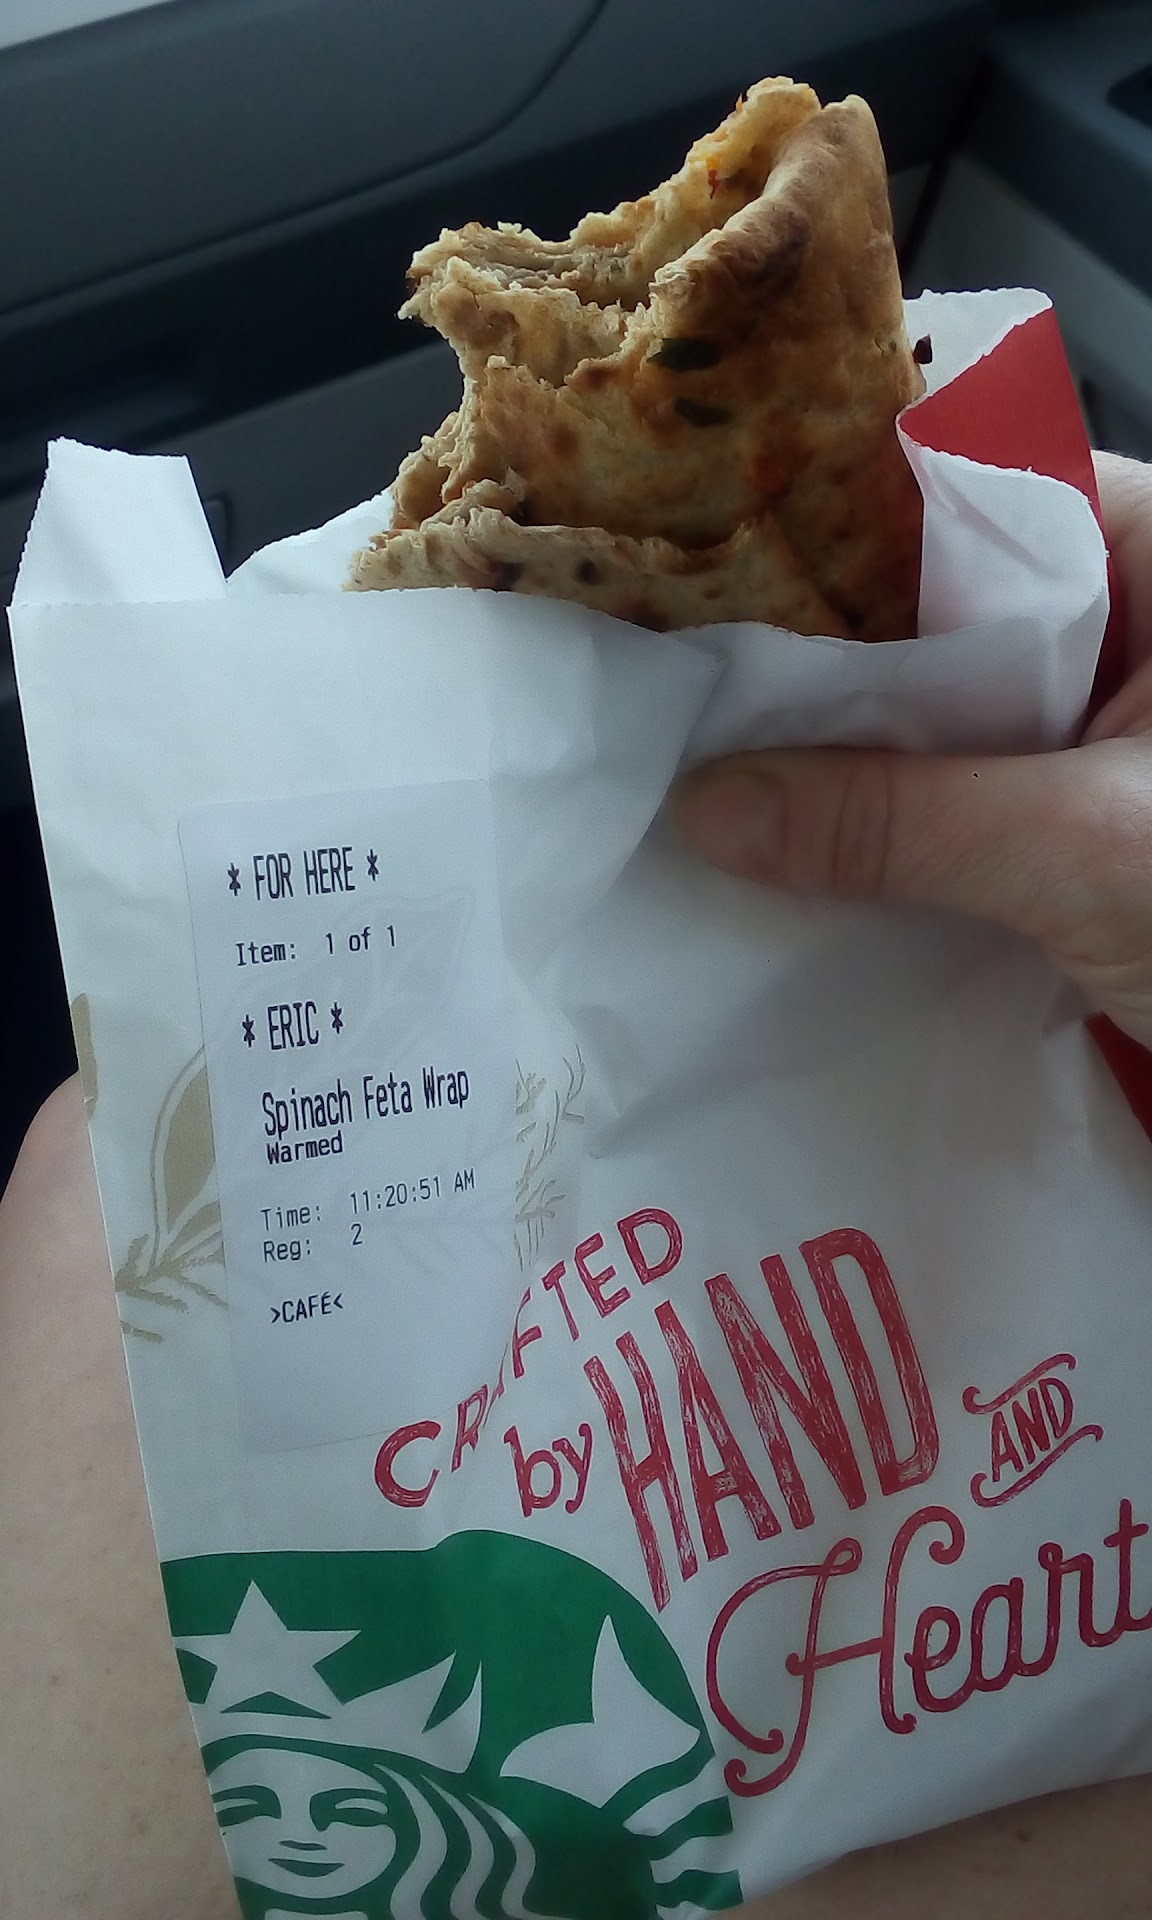 * FOR HERE *
Item: 1 of 1
* ERIC *
Spinach Feta Wrap
Warmed
Time: 11:20:51 AM
Reg: 2
>CAFÉ<
CRAFTED
by HAND AND
Heart